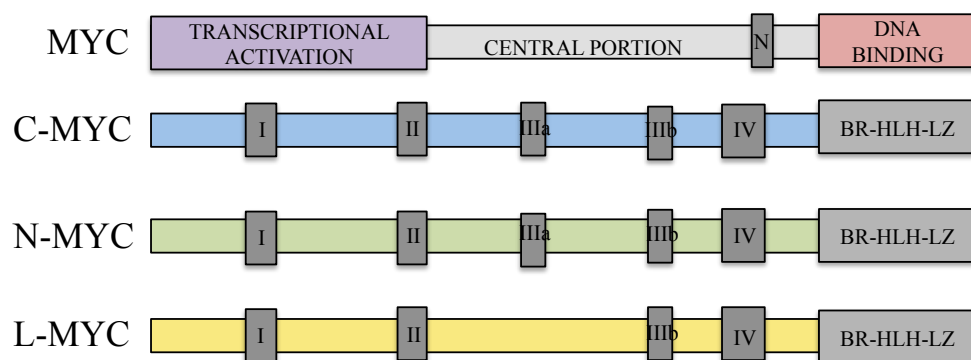 MYC
TRANSCRIPTIONAL
ACTIVATION
CENTRAL PORTION
N
DNA
BINDING
C-MYC
I
II
IIIa
IIIb
IV
BR-HLH-LZ
N-MYC
I
II
IIIa
IIIb
IV
BR-HLH-LZ
L-MYC
I
II
IIIb
IV
BR-HLH-LZ